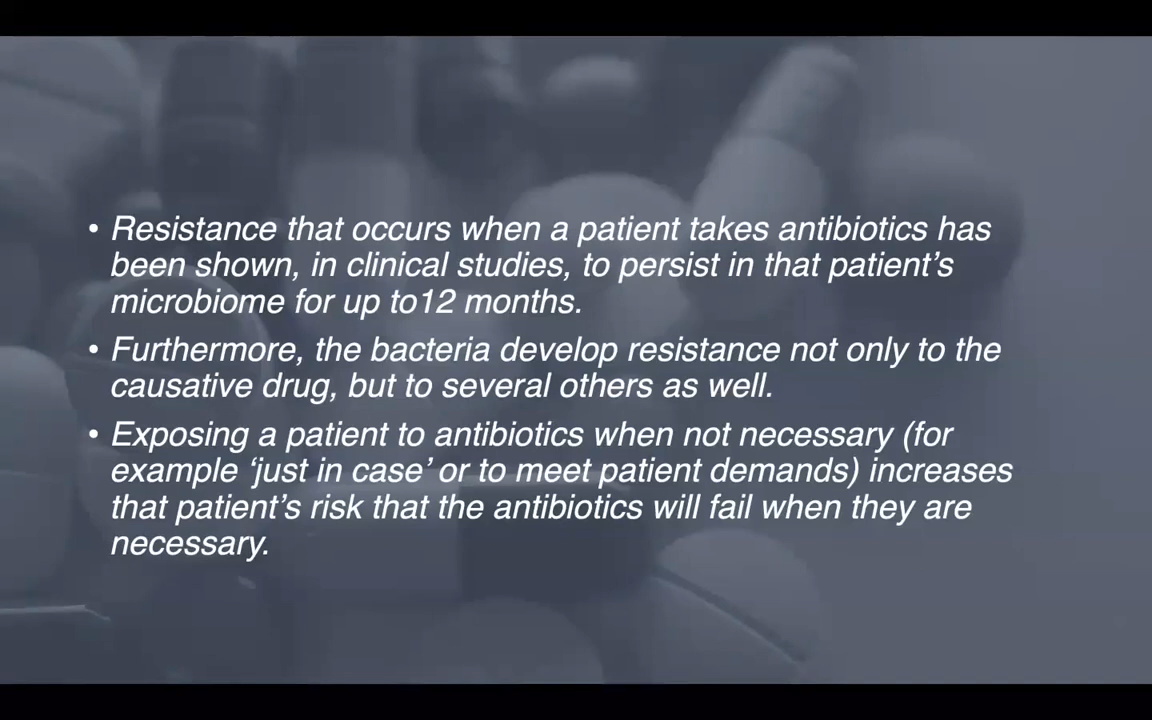 • Resistance that occurs when a patient takes antibiotics has
been shown, in clinical studies, to persist in that patient’s
microbiome for up to12 months.
• Furthermore, the bacteria develop resistance not only to the
causative drug, but to several others as well.
• Exposing a patient to antibiotics when not necessary (for
example ‘just in case’ or to meet patient demands) increases
that patient’s risk that the antibiotics will fail when they are
necessary.